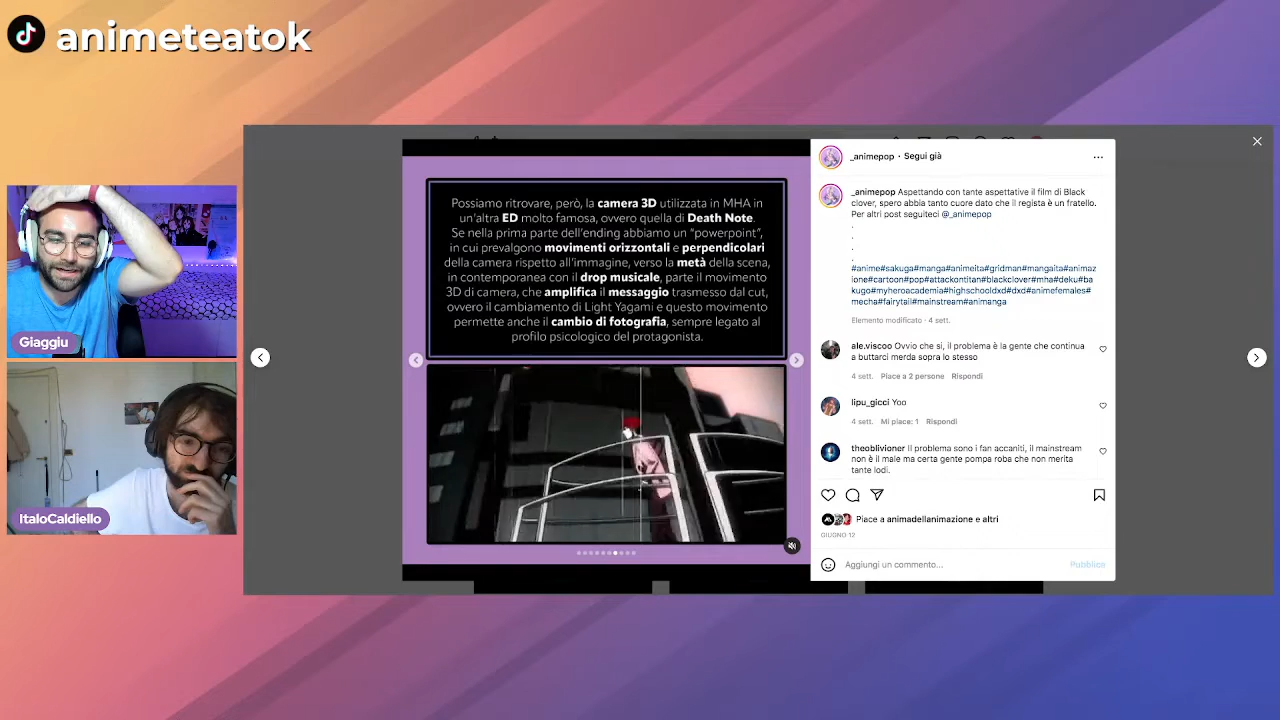 animeteatok
Giaggiu
ItaloCaldiello
Possiamo ritrovare, però, la camera 3D utilizzata in MHA in
un'altra ED molto famosa, ovvero quella di Death Note.
Se nella prima parte dell'ending abbiamo un "powerpoint",
in cui prevalgono movimenti orizzontali e perpendicolari
della camera rispetto all'immagine, verso la metà della scena,
in contemporanea con il drop musicale, parte il movimento
3D di camera, che amplifica il messaggio trasmesso dal cut,
ovvero il cambiamento di Light Yagami e questo movimento
permette anche il cambio di fotografia, sempre legato al
profilo psicologico del protagonista.
_animepop · Segui già
_animepop Aspettando con tante aspettative il film di Black
clover, spero abbia tanto cuore dato che il regista è un fratello.
Per altri post seguiteci @_animepop
.
.
.
.
#anime#sakuga#manga#animeita#gridman#mangaita#animaz
ione#cartoon#pop#attackontitan#blackclover#mha#deku#ba
kugo#myheroacademia#highschooldxd#dxd#animefemales#
mecha#fairytail#mainstream#animanga
Elemento modificato · 4 sett.
ale.viscoo Ovvio che si, il problema è la gente che continua
a buttarci merda sopra lo stesso
4 sett. Piace a 2 persone Rispondi
lipu_gicci Yoo
4 sett. Mi piace: 1 Rispondi
theoblivioner Il problema sono i fan accaniti, il mainstream
non è il male ma certa gente pompa roba che non merita
tante lodi.
Piace a animadellanimazione e altri
GIUGNO 12
Aggiungi un commento...
Pubblica